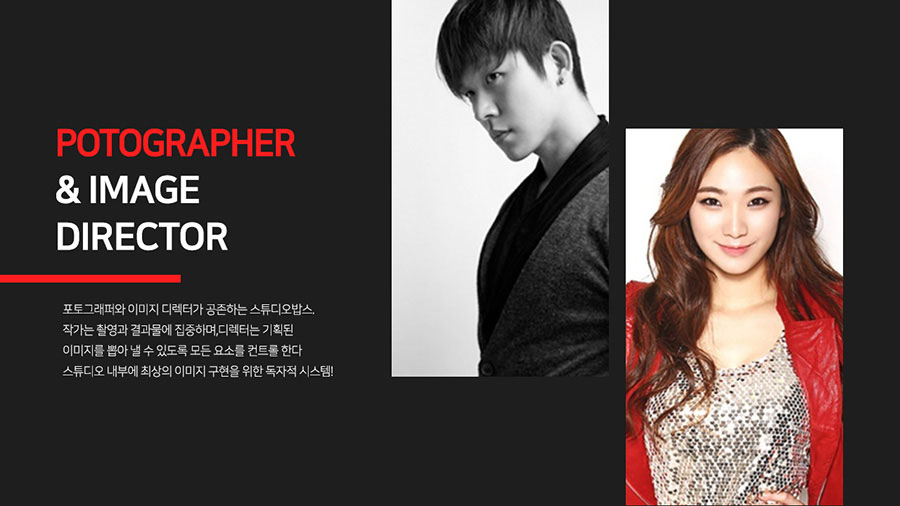 POTOGRAPHER
& IMAGE
DIRECTOR
포토그래퍼와 이미지 디렉터가 공존하는 스튜디오밥스.
작가는 촬영과 결과물에 집중하며,디렉터는 기획된
이미지를 뽑아 낼 수 있도록 모든 요소를 컨트롤 한다
스튜디오 내부에 최상의 이미지 구현을 위한 독자적 시스템!